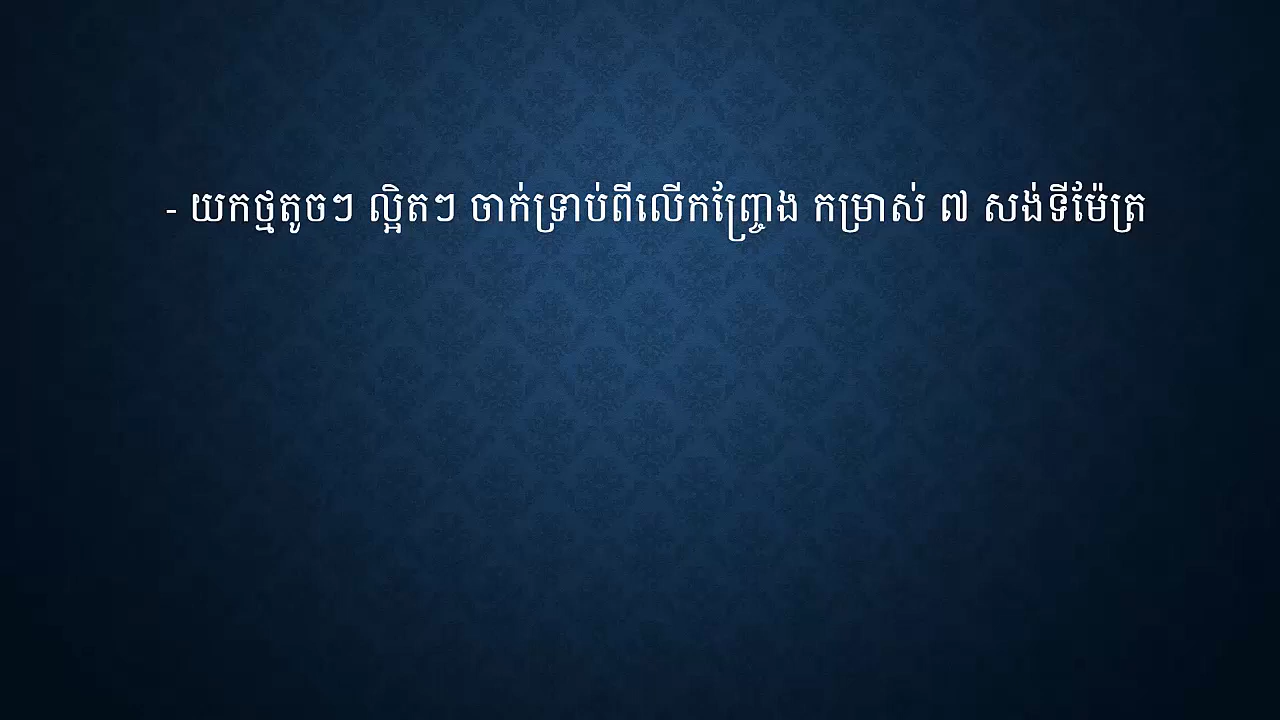 - យកថ្មតូចៗ ល្អិតៗ ចាក់ទ្រាប់ពីលើកញ្ច្រែង កម្រាស់ ៧ សង់ទីម៉ែត្រ